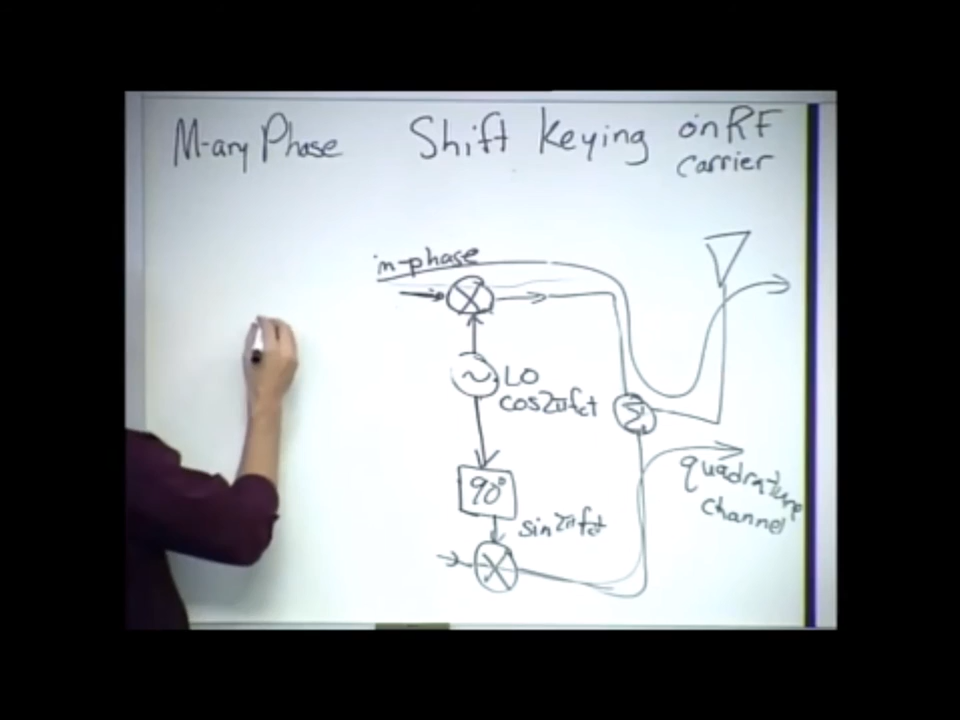 M-ary Phase Shift Keying on RF
carrier
in-phase
X
~ LO
cos2πfct
Σ
90°
quadrature
channel
sin2πfct
X